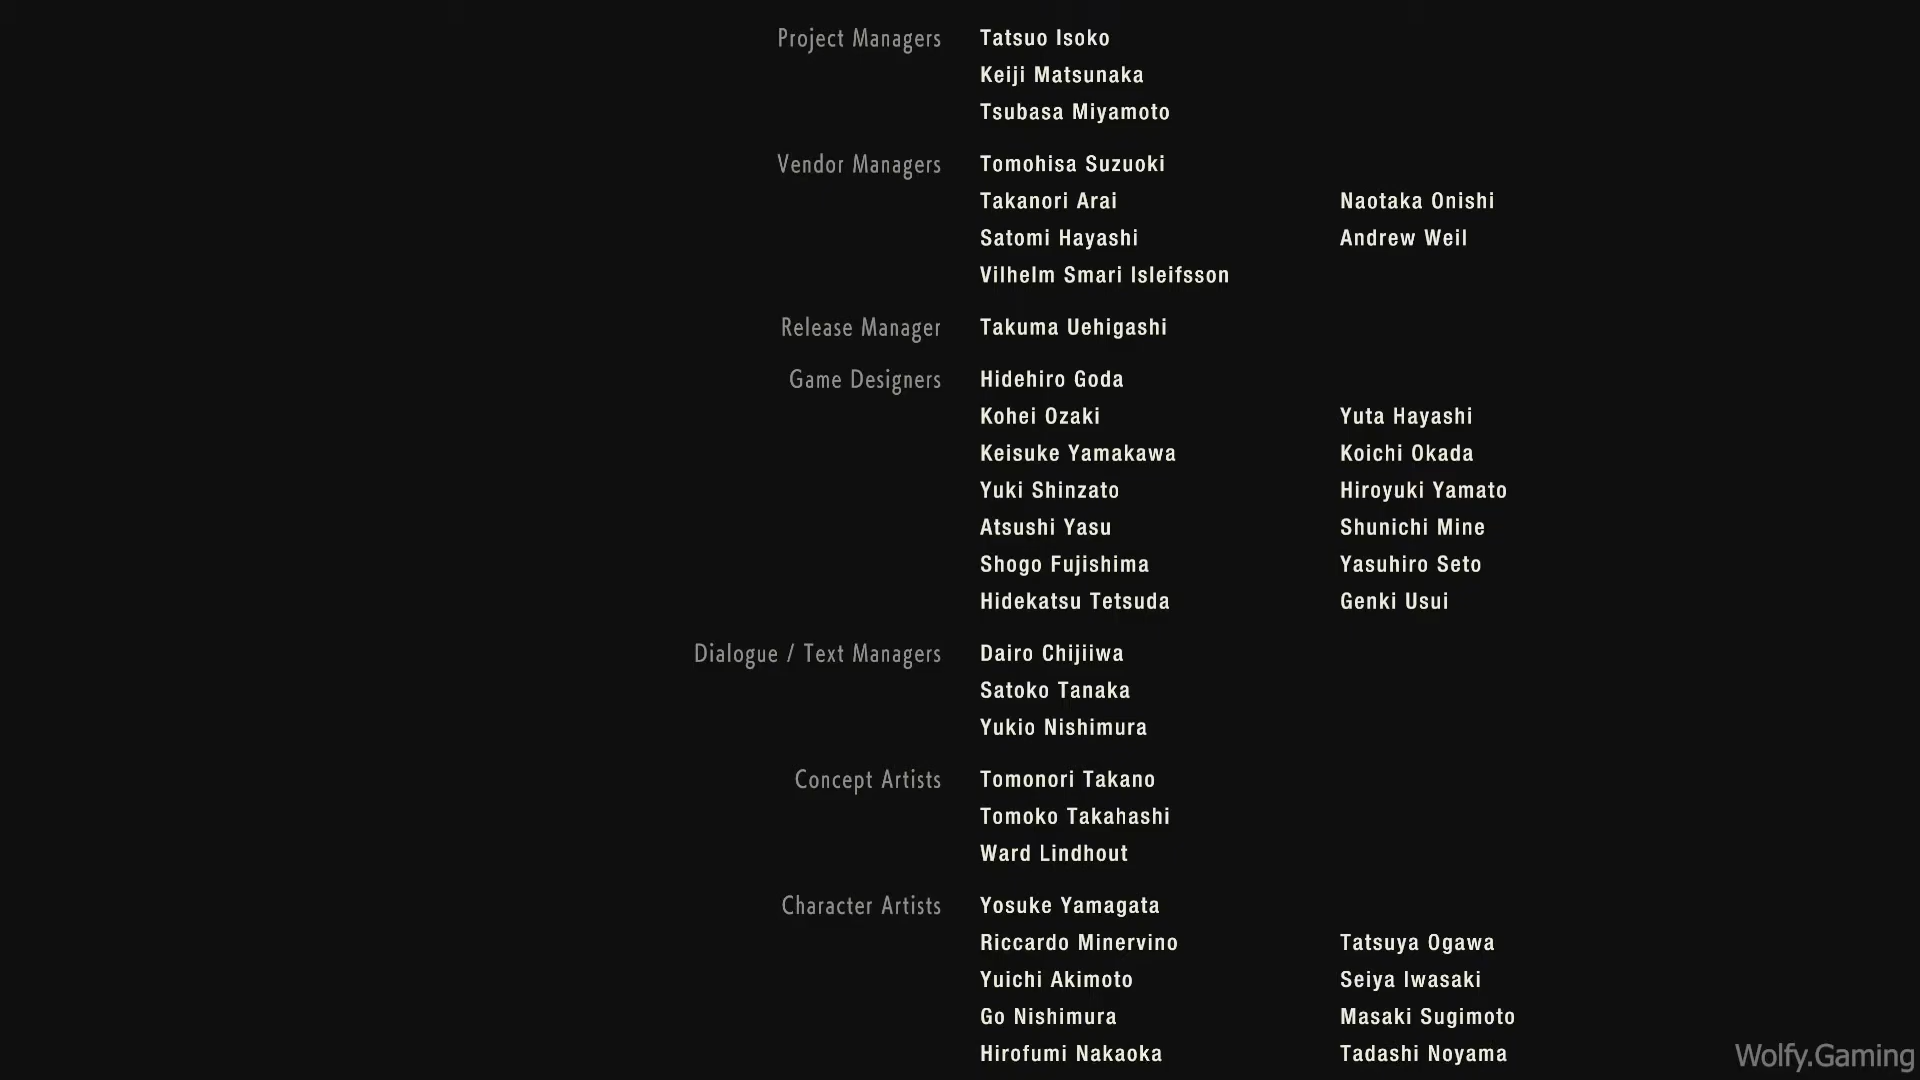 Project Managers Tatsuo Isoko
Keiji Matsunaka
Tsubasa Miyamoto
Vendor Managers Tomohisa Suzuoki
Takanori Arai Naotaka Onishi
Satomi Hayashi Andrew Weil
Vilhelm Smari Isleifsson
Release Manager Takuma Uehigashi
Game Designers Hidehiro Goda
Kohei Ozaki Yuta Hayashi
Keisuke Yamakawa Koichi Okada
Yuki Shinzato Hiroyuki Yamato
Atsushi Yasu Shunichi Mine
Shogo Fujishima Yasuhiro Seto
Hidekatsu Tetsuda Genki Usui
Dialogue / Text Managers Dairo Chijiiwa
Satoko Tanaka
Yukio Nishimura
Concept Artists Tomonori Takano
Tomoko Takahashi
Ward Lindhout
Character Artists Yosuke Yamagata
Riccardo Minervino Tatsuya Ogawa
Yuichi Akimoto Seiya Iwasaki
Go Nishimura Masaki Sugimoto
Hirofumi Nakaoka Tadashi Noyama
Wolfy.Gaming